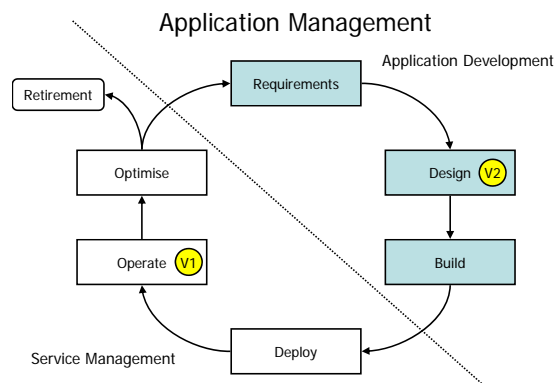 Application Management
Application Development
Requirements
Retirement
Optimise
Design V2
Operate V1
Build
Service Management
Deploy